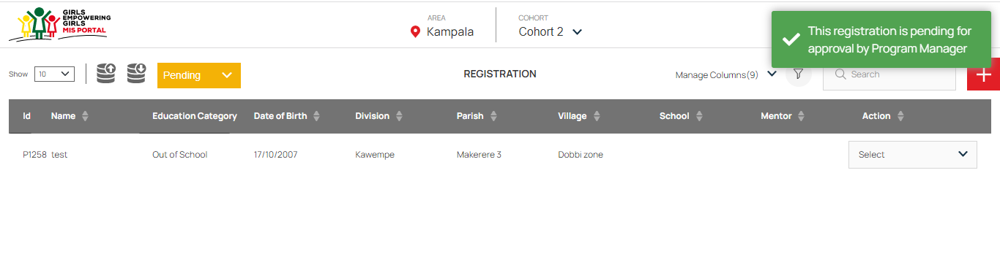 GIRLS
EMPOWERING
GIRLS
MIS PORTAL
AREA
Kampala
COHORT
Cohort 2
This registration is pending for
approval by Program Manager
Show 10
Pending
REGISTRATION
Manage Columns(9)
Search
Id Name Education Category Date of Birth Division Parish Village School Mentor Action
P1258 test Out of School 17/10/2007 Kawempe Makerere 3 Dobbi zone Select